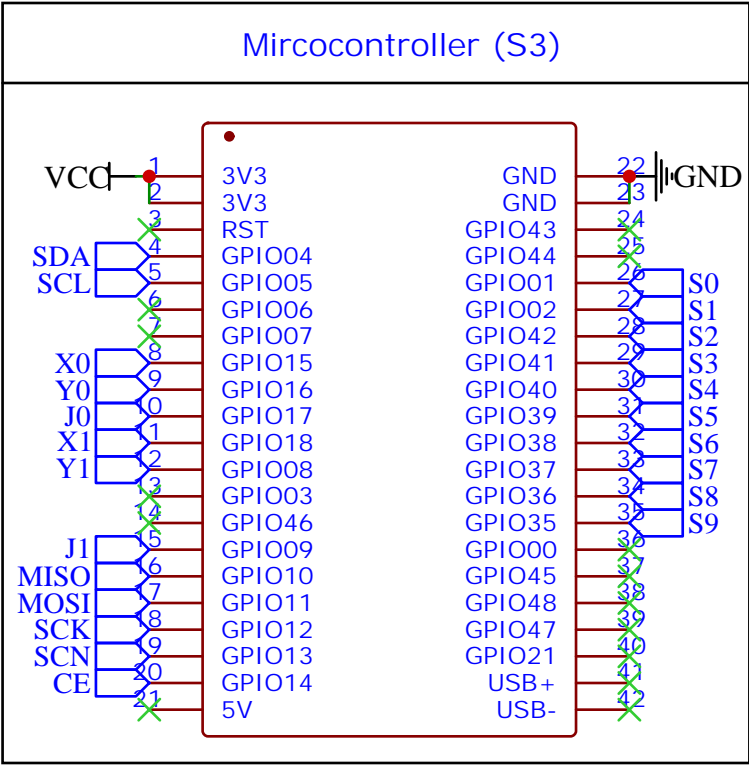 Mircocontroller (S3)
VCC 1 3V3 GND 22 GND
2 3V3 GND 23
3 RST GPIO43 24
SDA 4 GPIO04 GPIO44 25
SCL 5 GPIO05 GPIO01 26 S0
6 GPIO06 GPIO02 27 S1
7 GPIO07 GPIO42 28 S2
X0 8 GPIO15 GPIO41 29 S3
Y0 9 GPIO16 GPIO40 30 S4
J0 10 GPIO17 GPIO39 31 S5
X1 11 GPIO18 GPIO38 32 S6
Y1 12 GPIO08 GPIO37 33 S7
13 GPIO03 GPIO36 34 S8
14 GPIO46 GPIO35 35 S9
J1 15 GPIO09 GPIO00 36
MISO 16 GPIO10 GPIO45 37
MOSI 17 GPIO11 GPIO48 38
SCK 18 GPIO12 GPIO47 39
SCN 19 GPIO13 GPIO21 40
CE 20 GPIO14 USB+ 41
21 5V USB- 42